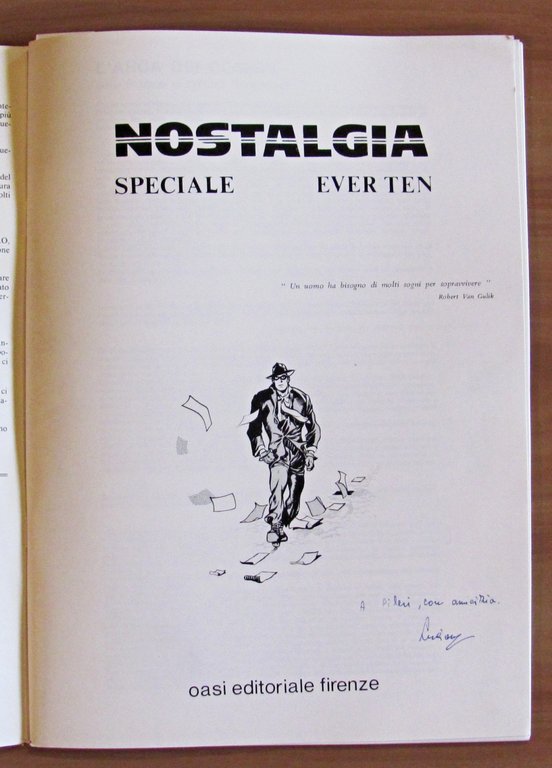 NOSTALGIA
SPECIALE EVER TEN
" Un uomo ha bisogno di molti sogni per sopravvivere "
Robert Van Gulik
A Pileri, con amicizia.
oasi editoriale firenze